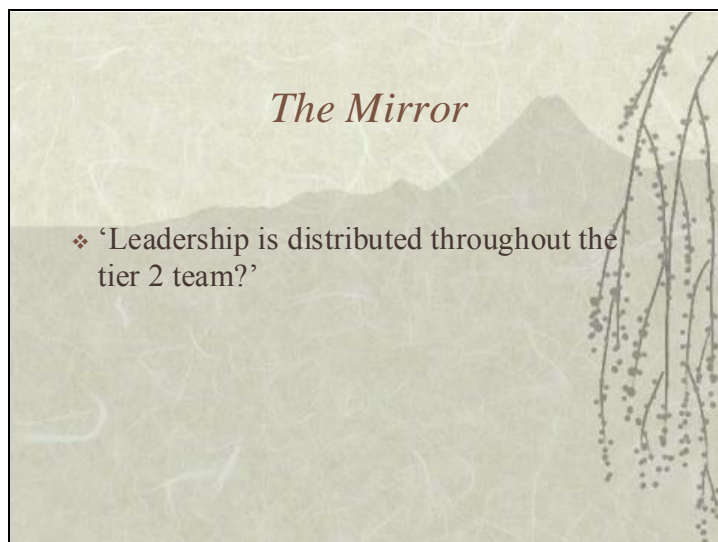 The Mirror
❖ ‘Leadership is distributed throughout the
tier 2 team?’